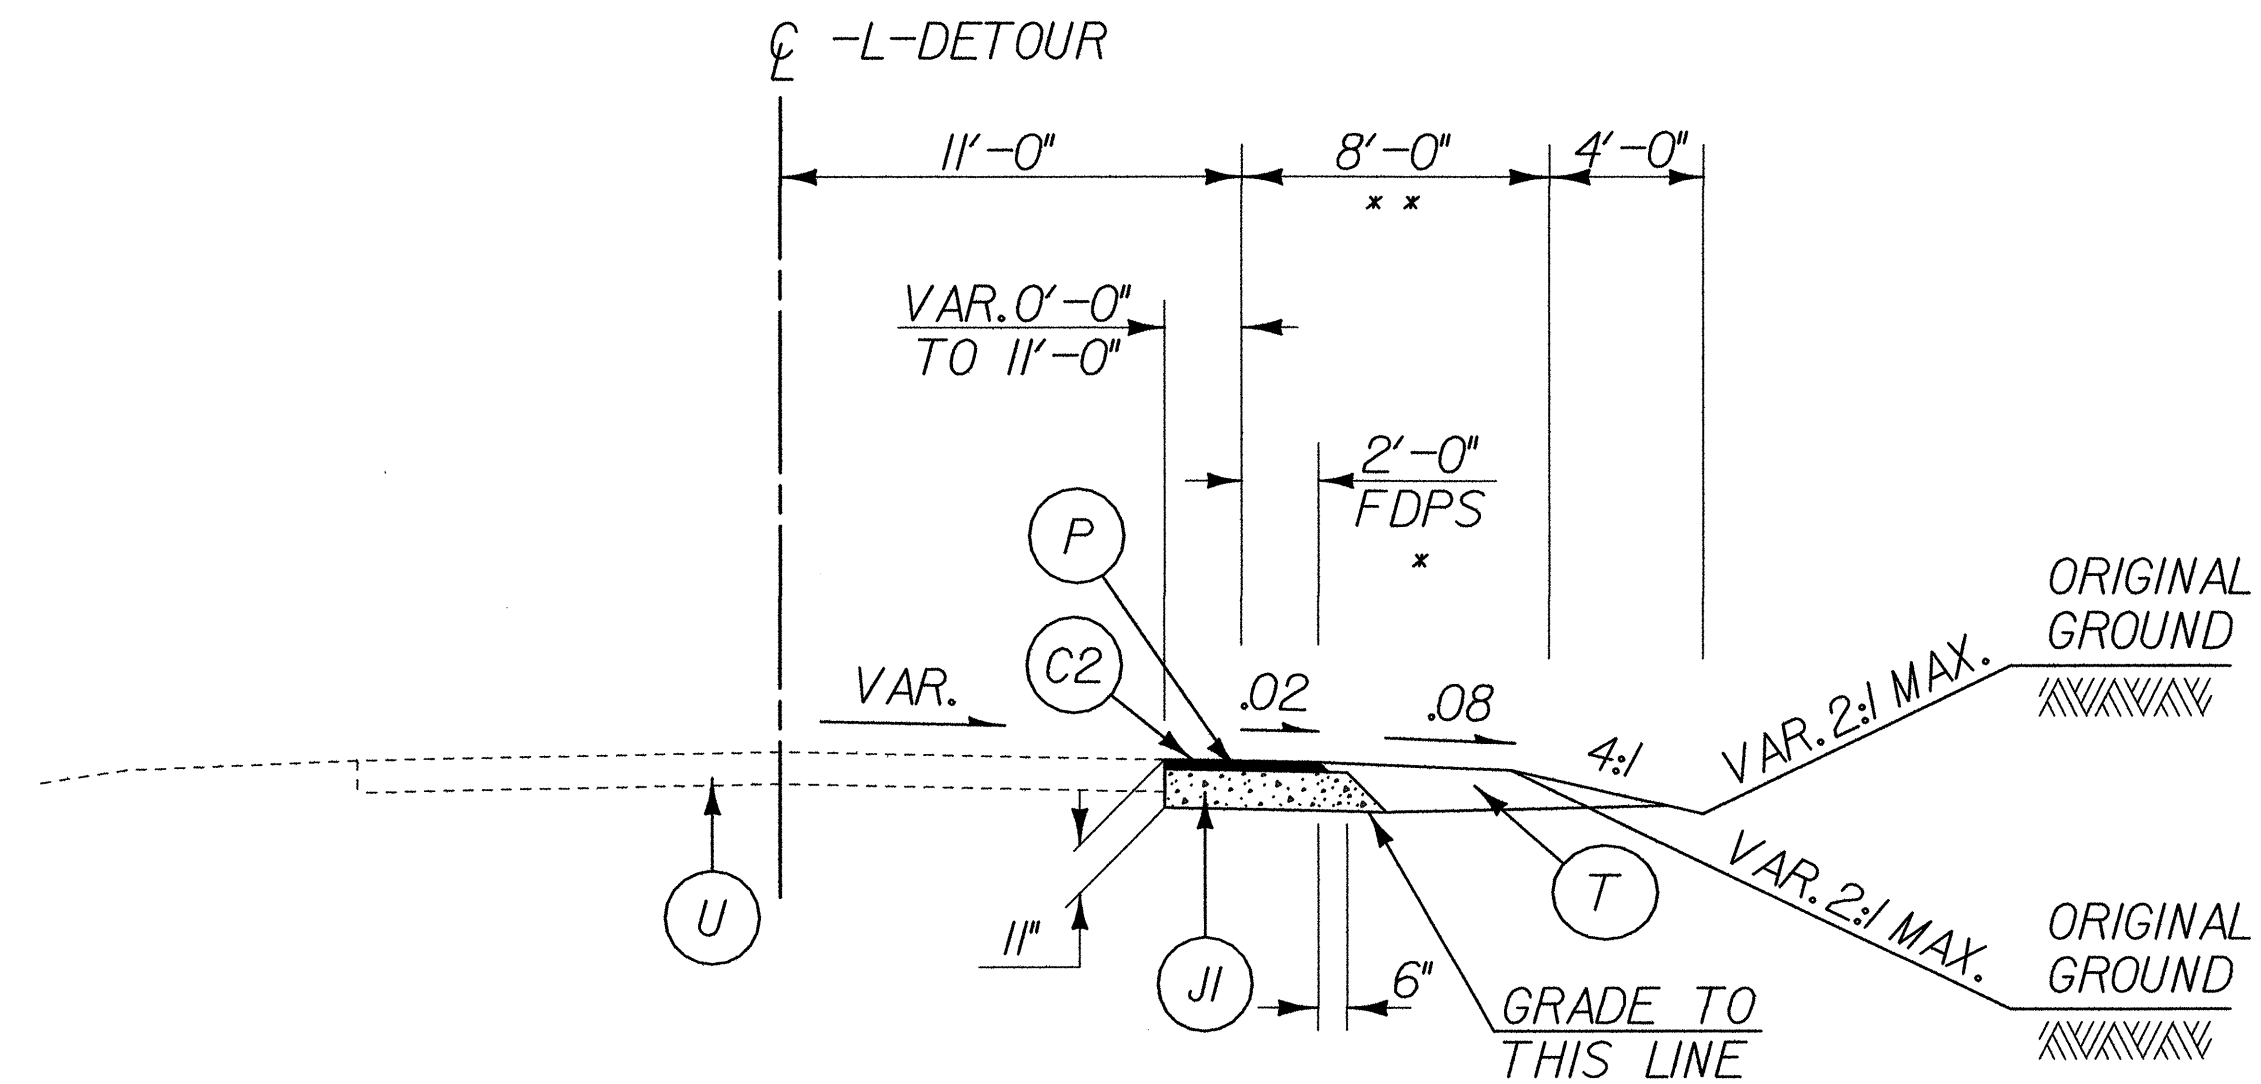 ℄ -L-DETOUR
11'-0" 8'-0" 4'-0"
* *
VAR. 0'-0"
TO 11'-0"
2'-0"
FDPS
*
P
C2
VAR.
.02
.08
4:1
VAR. 2:1 MAX.
ORIGINAL
GROUND
U
11"
J1
6"
T
GRADE TO
THIS LINE
VAR. 2:1 MAX.
ORIGINAL
GROUND